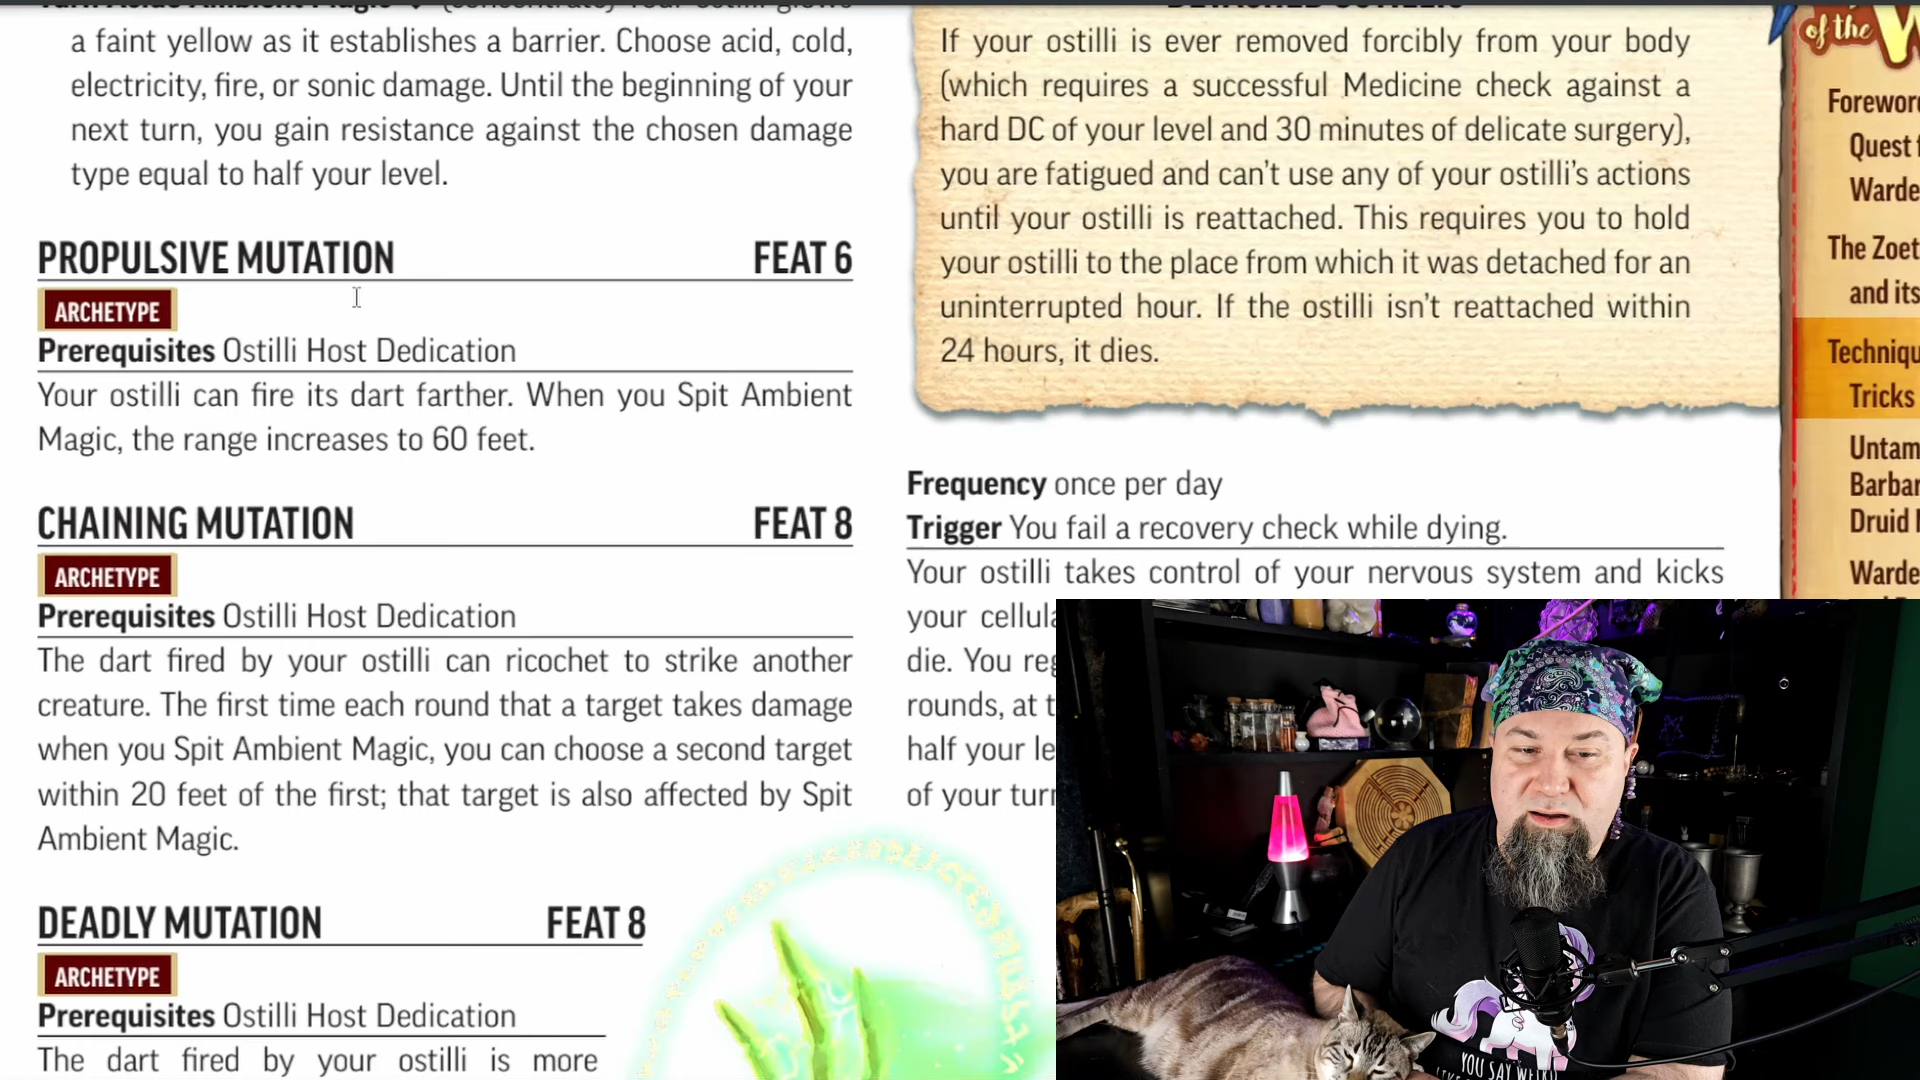 a faint yellow as it establishes a barrier. Choose acid, cold,
electricity, fire, or sonic damage. Until the beginning of your
next turn, you gain resistance against the chosen damage
type equal to half your level.
PROPULSIVE MUTATION FEAT 6
ARCHETYPE
Prerequisites Ostilli Host Dedication
Your ostilli can fire its dart farther. When you Spit Ambient
Magic, the range increases to 60 feet.
CHAINING MUTATION FEAT 8
ARCHETYPE
Prerequisites Ostilli Host Dedication
The dart fired by your ostilli can ricochet to strike another
creature. The first time each round that a target takes damage
when you Spit Ambient Magic, you can choose a second target
within 20 feet of the first; that target is also affected by Spit
Ambient Magic.
DEADLY MUTATION FEAT 8
ARCHETYPE
Prerequisites Ostilli Host Dedication
The dart fired by your ostilli is more
If your ostilli is ever removed forcibly from your body
(which requires a successful Medicine check against a
hard DC of your level and 30 minutes of delicate surgery),
you are fatigued and can't use any of your ostilli's actions
until your ostilli is reattached. This requires you to hold
your ostilli to the place from which it was detached for an
uninterrupted hour. If the ostilli isn't reattached within
24 hours, it dies.
Frequency once per day
Trigger You fail a recovery check while dying.
Your ostilli takes control of your nervous system and kicks
your cellula
die. You reg
rounds, at t
half your le
of your turn
of the
Foreword
Quest f
Warde
The Zoet
and its
Techniqu
Tricks
Untam
Barbar
Druid
Warde
YOU SAY WEIRD